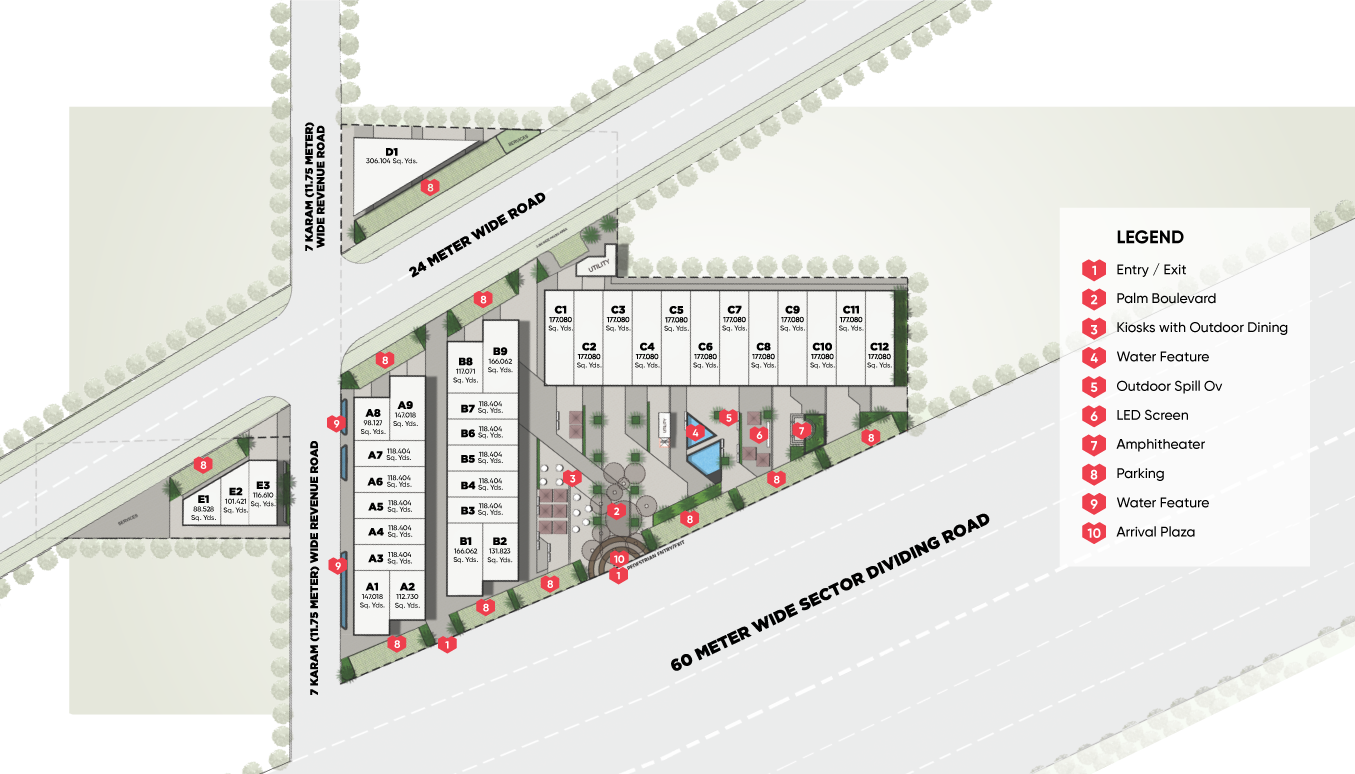 7 KARAM (11.75 METER)
WIDE REVENUE ROAD
D1
306.104 Sq. Yds.
SERVICES
8
24 METER WIDE ROAD
UTILITY
8
8
C1
177.080
Sq. Yds.
C2
177.080
Sq. Yds.
C3
177.080
Sq. Yds.
C4
177.080
Sq. Yds.
C5
177.080
Sq. Yds.
C6
177.080
Sq. Yds.
C7
177.080
Sq. Yds.
C8
177.080
Sq. Yds.
C9
177.080
Sq. Yds.
C10
177.080
Sq. Yds.
C11
177.080
Sq. Yds.
C12
177.080
Sq. Yds.
B8
117.071
Sq. Yds.
B9
166.062
Sq. Yds.
B7 118.404 Sq. Yds.
B6 118.404 Sq. Yds.
B5 118.404 Sq. Yds.
B4 118.404 Sq. Yds.
B3 118.404 Sq. Yds.
B1
166.062
Sq. Yds.
B2
131.823
Sq. Yds.
A8
98.127
Sq. Yds.
A9
147.018
Sq. Yds.
A7 118.404 Sq. Yds.
A6 118.404 Sq. Yds.
A5 118.404 Sq. Yds.
A4 118.404 Sq. Yds.
A3 118.404 Sq. Yds.
A1
147.018
Sq. Yds.
A2
112.730
Sq. Yds.
9
9
8
E1
88.528
Sq. Yds.
E2
101.421
Sq. Yds.
E3
116.610
Sq. Yds.
SERVICES
7 KARAM (11.75 METER) WIDE REVENUE ROAD
3
4
5
6
7
8
8
8
2
10
1
PEDESTRIAN ENTRY/EXIT
8
8
8
1
60 METER WIDE SECTOR DIVIDING ROAD
LEGEND
1 Entry / Exit
2 Palm Boulevard
3 Kiosks with Outdoor Dining
4 Water Feature
5 Outdoor Spill Ov
6 LED Screen
7 Amphitheater
8 Parking
9 Water Feature
10 Arrival Plaza